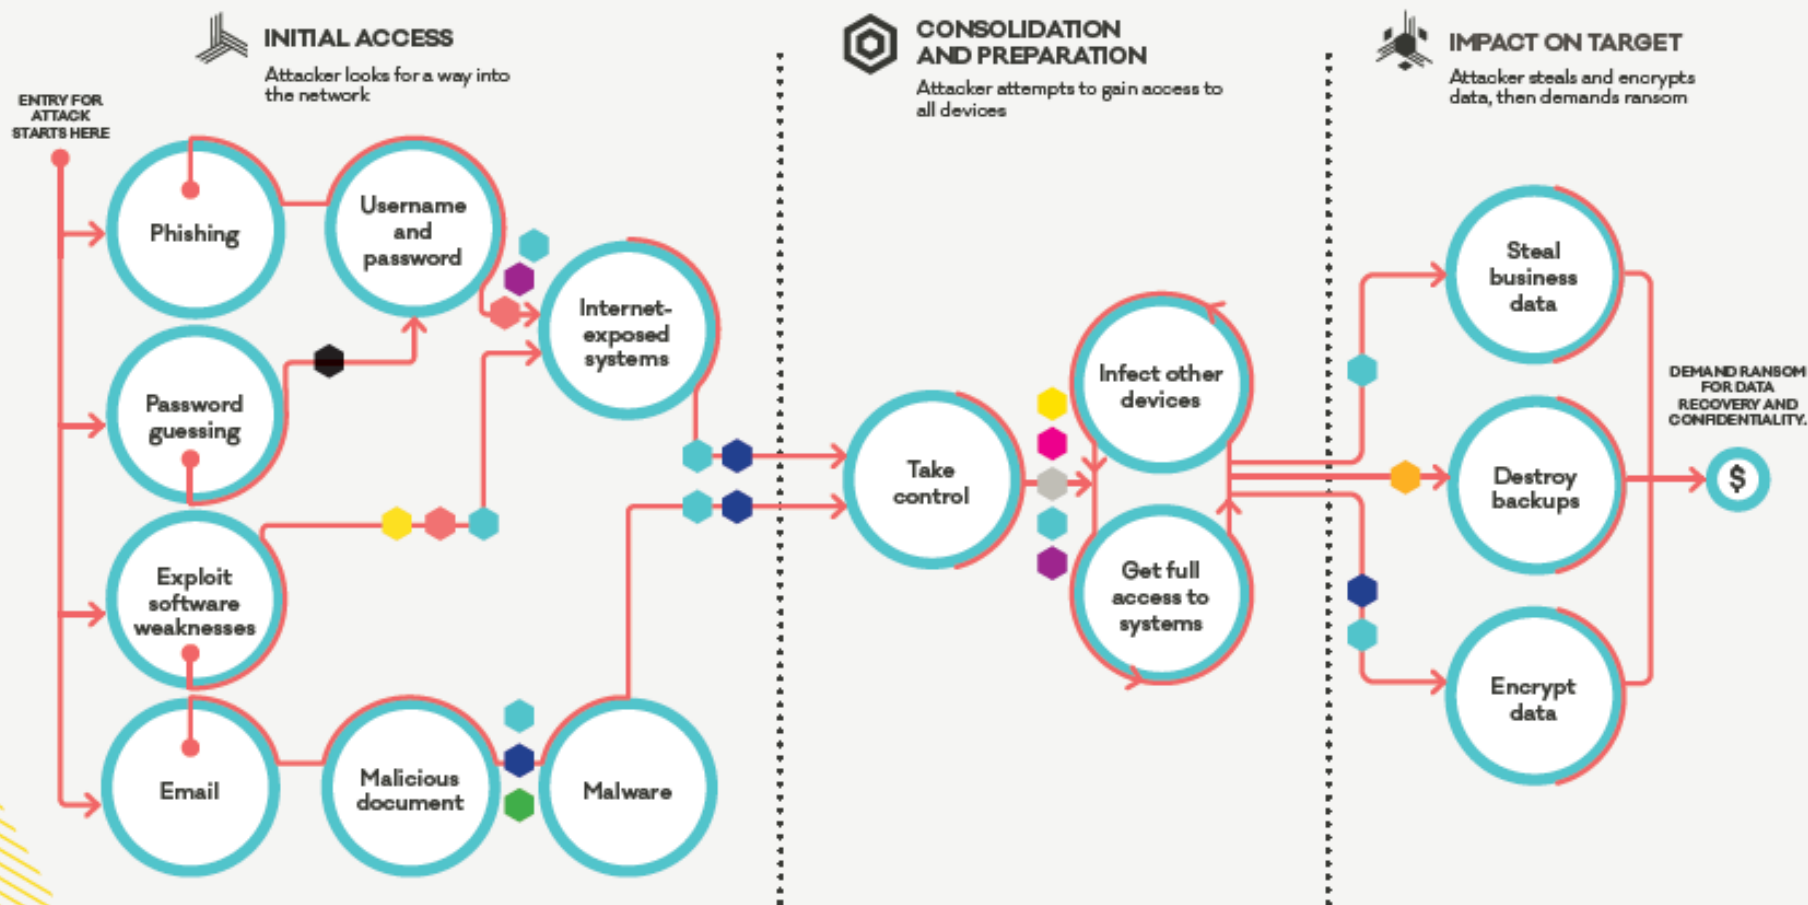 INITIAL ACCESS
Attacker looks for a way into
the network
CONSOLIDATION
AND PREPARATION
Attacker attempts to gain access to
all devices
IMPACT ON TARGET
Attacker steals and encrypts
data, then demands ransom
ENTRY FOR
ATTACK
STARTS HERE
Phishing
Username
and
password
Password
guessing
Internet-
exposed
systems
Exploit
software
weaknesses
Email
Malicious
document
Malware
Take
control
Infect other
devices
Get full
access to
systems
Steal
business
data
Destroy
backups
Encrypt
data
DEMAND RANSOM
FOR DATA
RECOVERY AND
CONFIDENTIALITY.
$